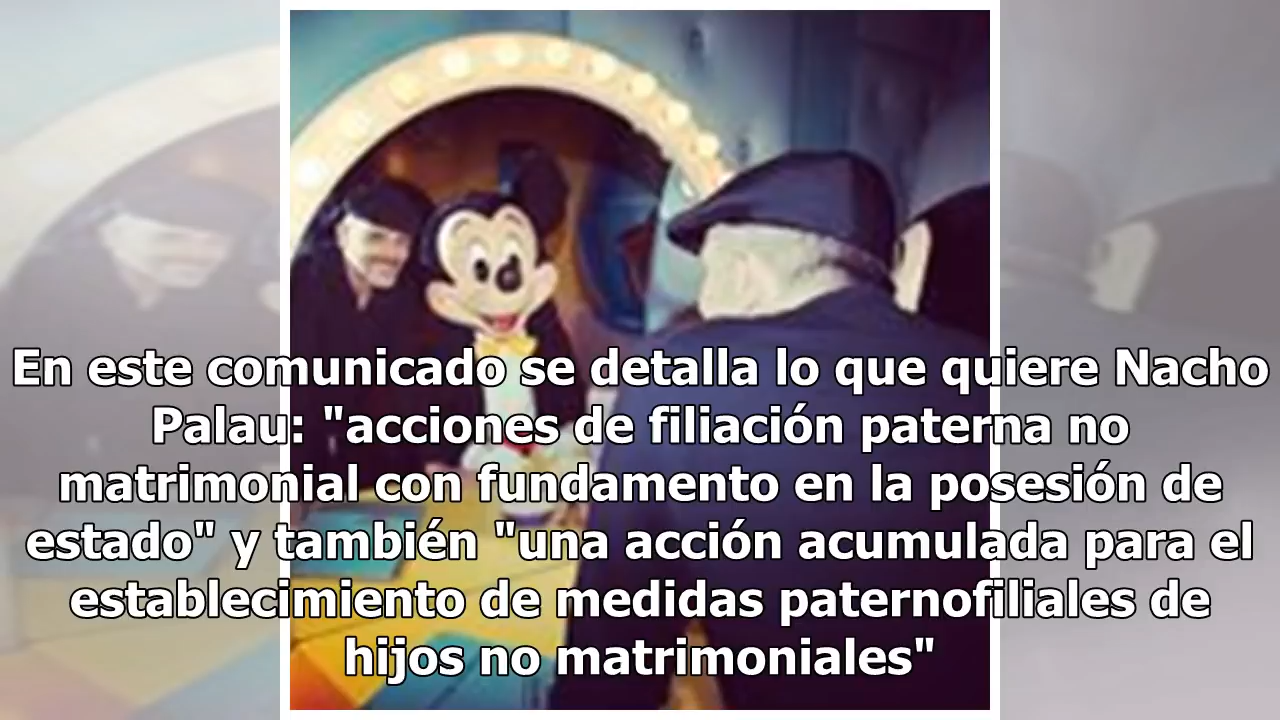 En este comunicado se detalla lo que quiere Nacho
Palau: "acciones de filiación paterna no
matrimonial con fundamento en la posesión de
estado" y también "una acción acumulada para el
establecimiento de medidas paternofiliales de
hijos no matrimoniales"